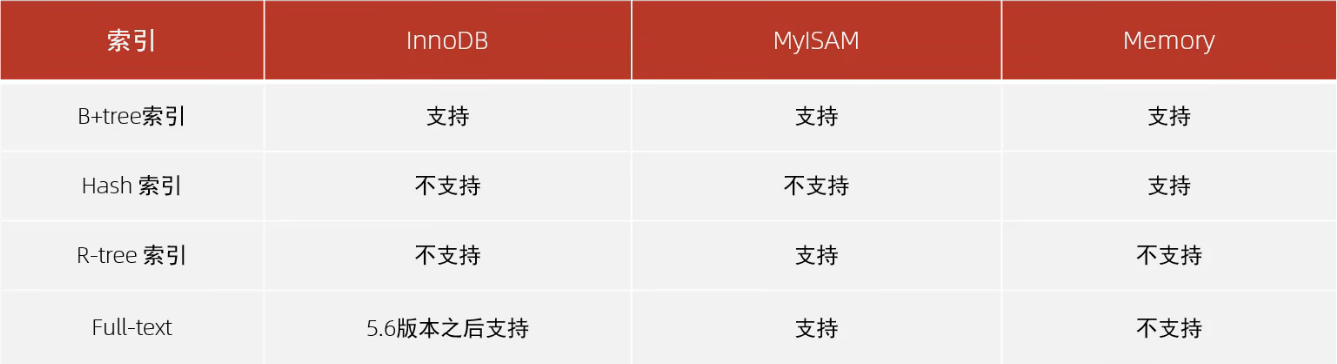 索引 InnoDB MyISAM Memory
B+tree索引 支持 支持 支持
Hash 索引 不支持 不支持 支持
R-tree 索引 不支持 支持 不支持
Full-text 5.6版本之后支持 支持 不支持